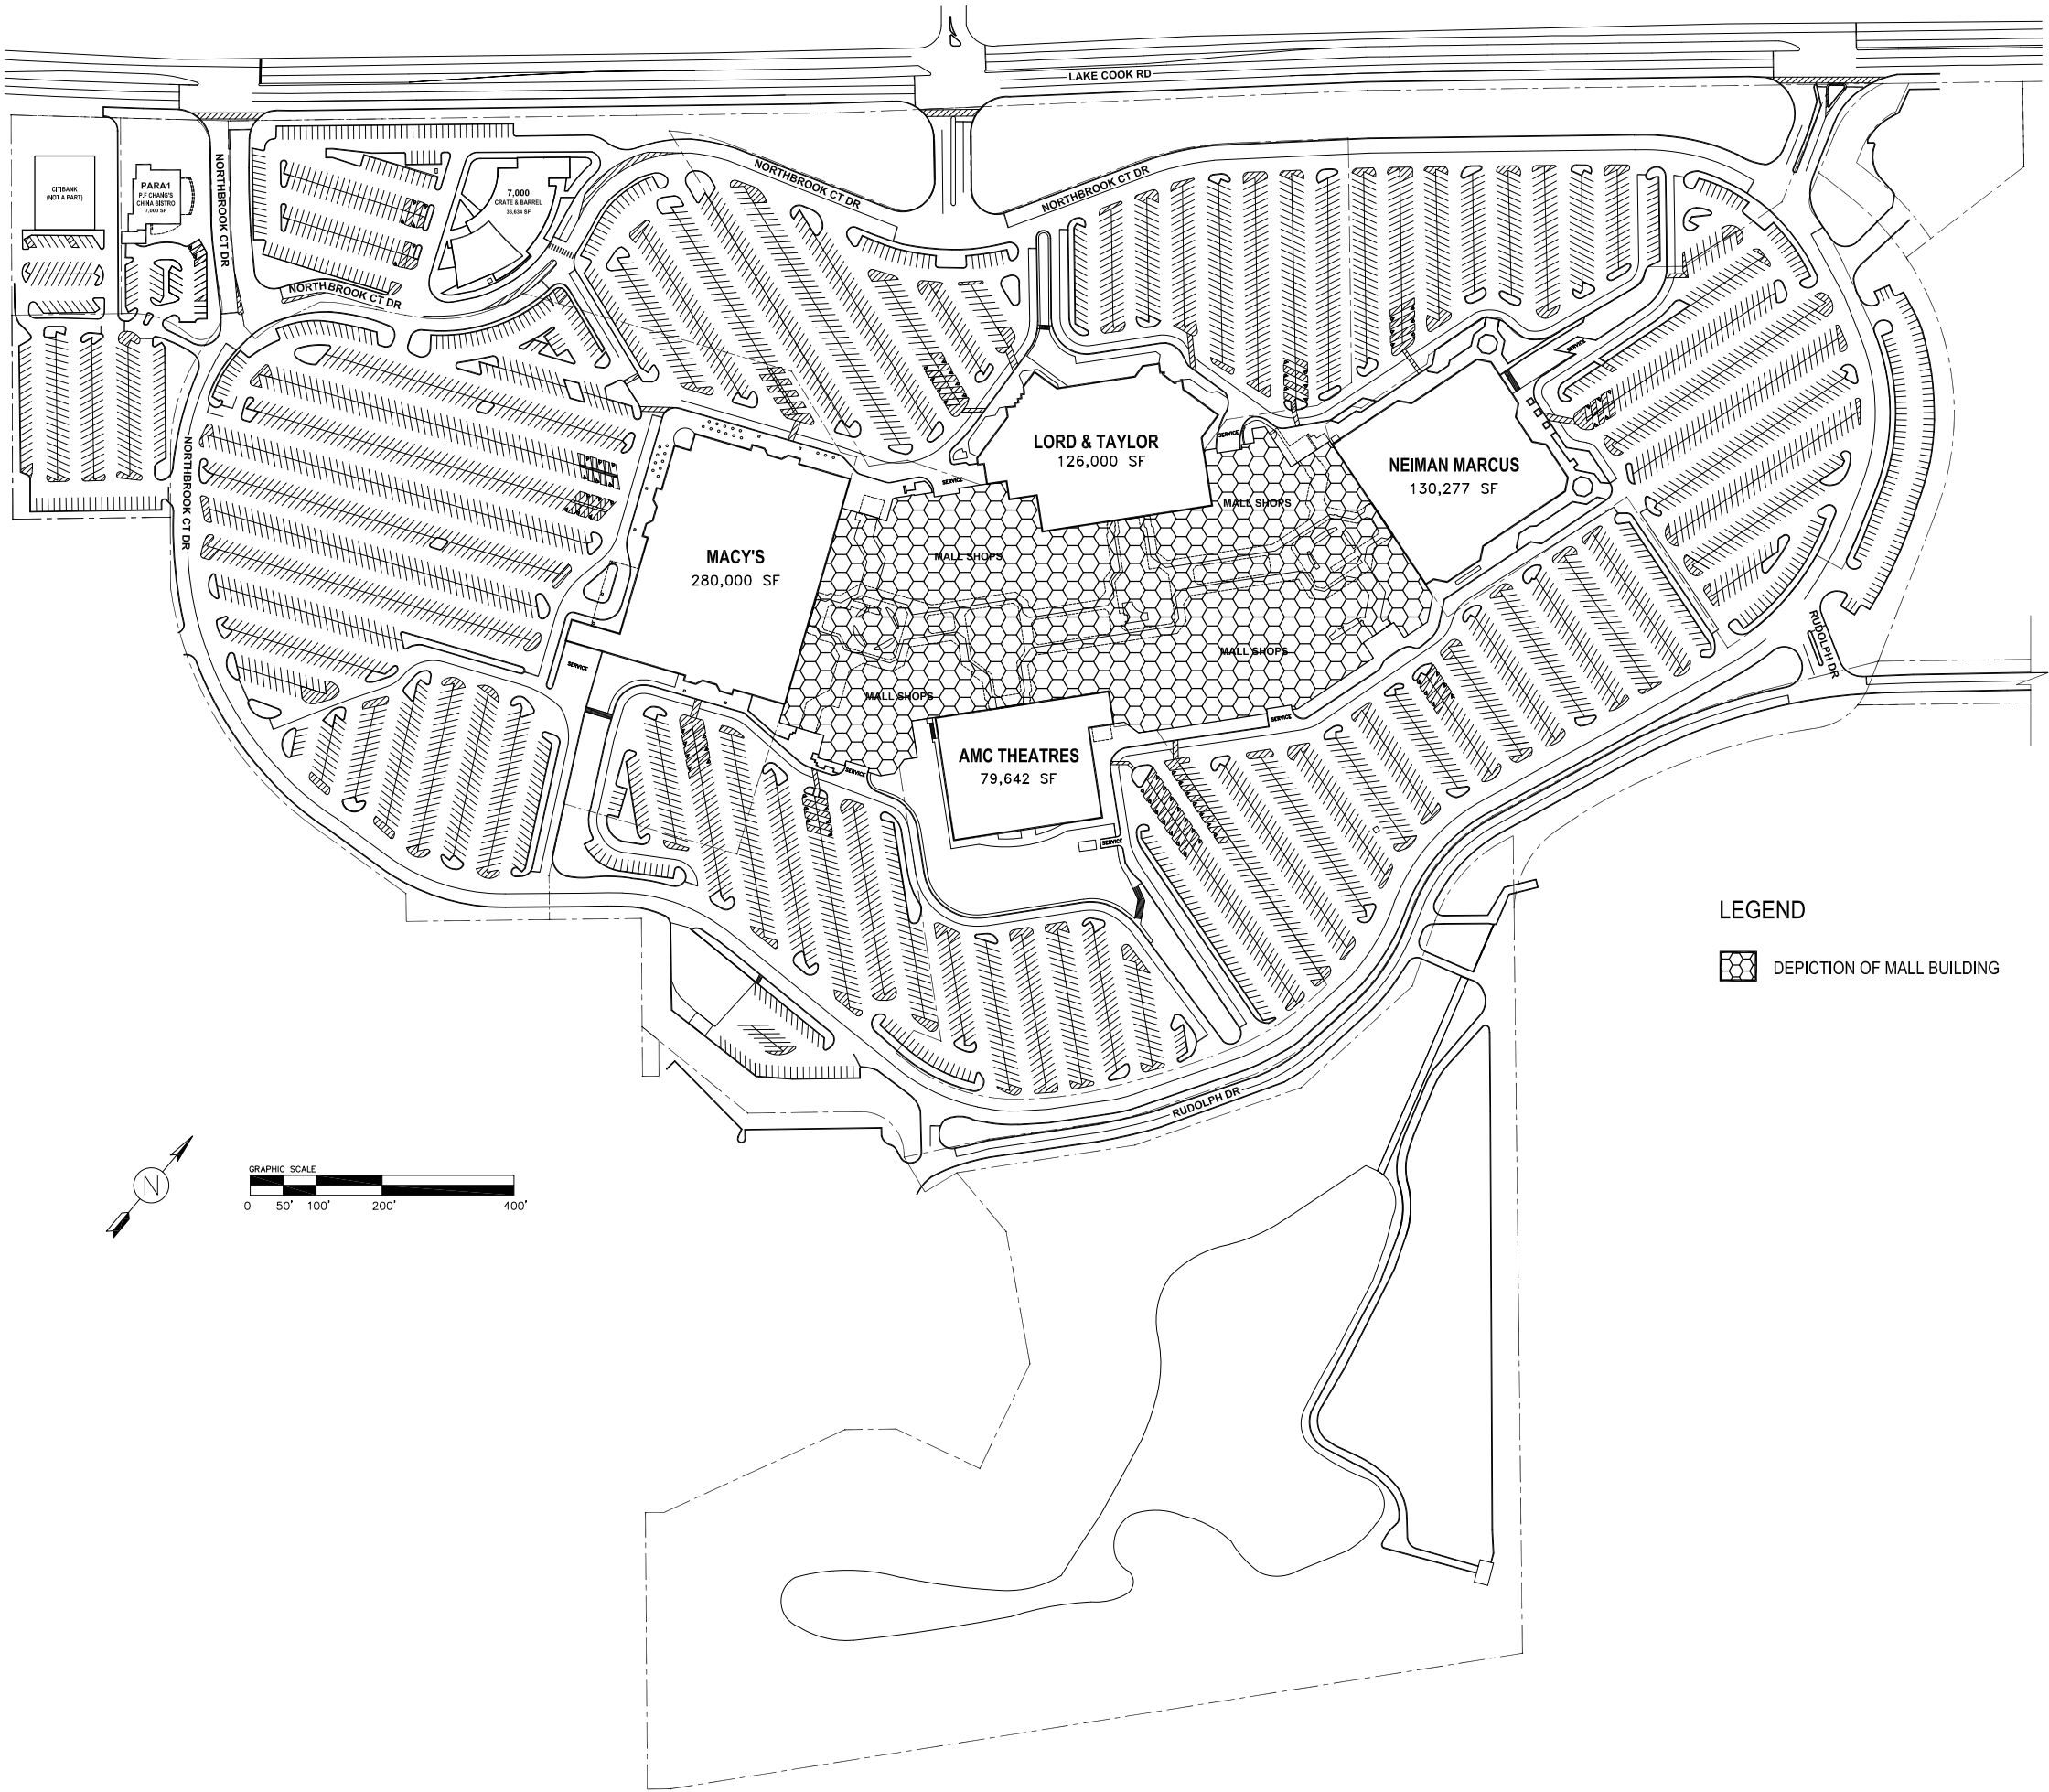 LAKE COOK RD
CITIBANK
(NOT A PART)
PARA1
P.F CHANG'S
CHINA BISTRO
7,000 SF
NORTHBROOK CT DR
7,000
CRATE & BARREL
36,634 SF
NORTHBROOK CT DR
NORTHBROOK CT DR
NORTHBROOK CT DR
NORTHBROOK CT DR
SERVICE
LORD & TAYLOR
126,000 SF
SERVICE
NEIMAN MARCUS
130,277 SF
SERVICE
MALL SHOPS
MACY'S
280,000 SF
MALL SHOPS
SERVICE
MALL SHOPS
MALL SHOPS
RUDOLPH DR
SERVICE
AMC THEATRES
79,642 SF
SERVICE
SERVICE
LEGEND
DEPICTION OF MALL BUILDING
RUDOLPH DR
N
GRAPHIC SCALE
0 50' 100' 200' 400'